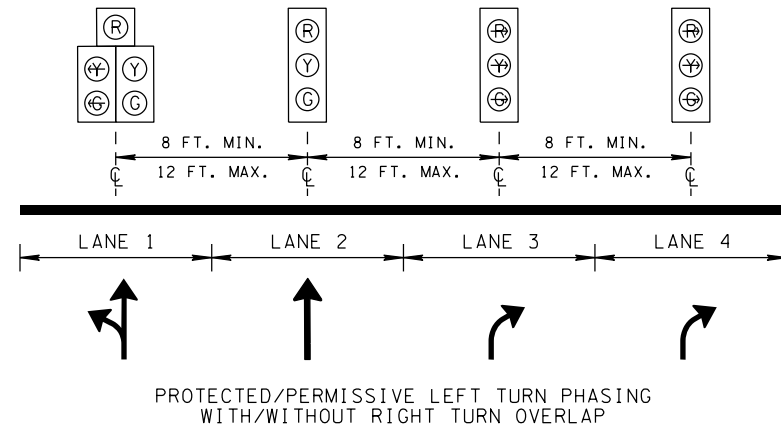 R
R R R
Y Y Y Y Y
G G G G G
8 FT. MIN. 8 FT. MIN. 8 FT. MIN.
℄ 12 FT. MAX. ℄ 12 FT. MAX. ℄ 12 FT. MAX. ℄
LANE 1 LANE 2 LANE 3 LANE 4
PROTECTED/PERMISSIVE LEFT TURN PHASING
WITH/WITHOUT RIGHT TURN OVERLAP